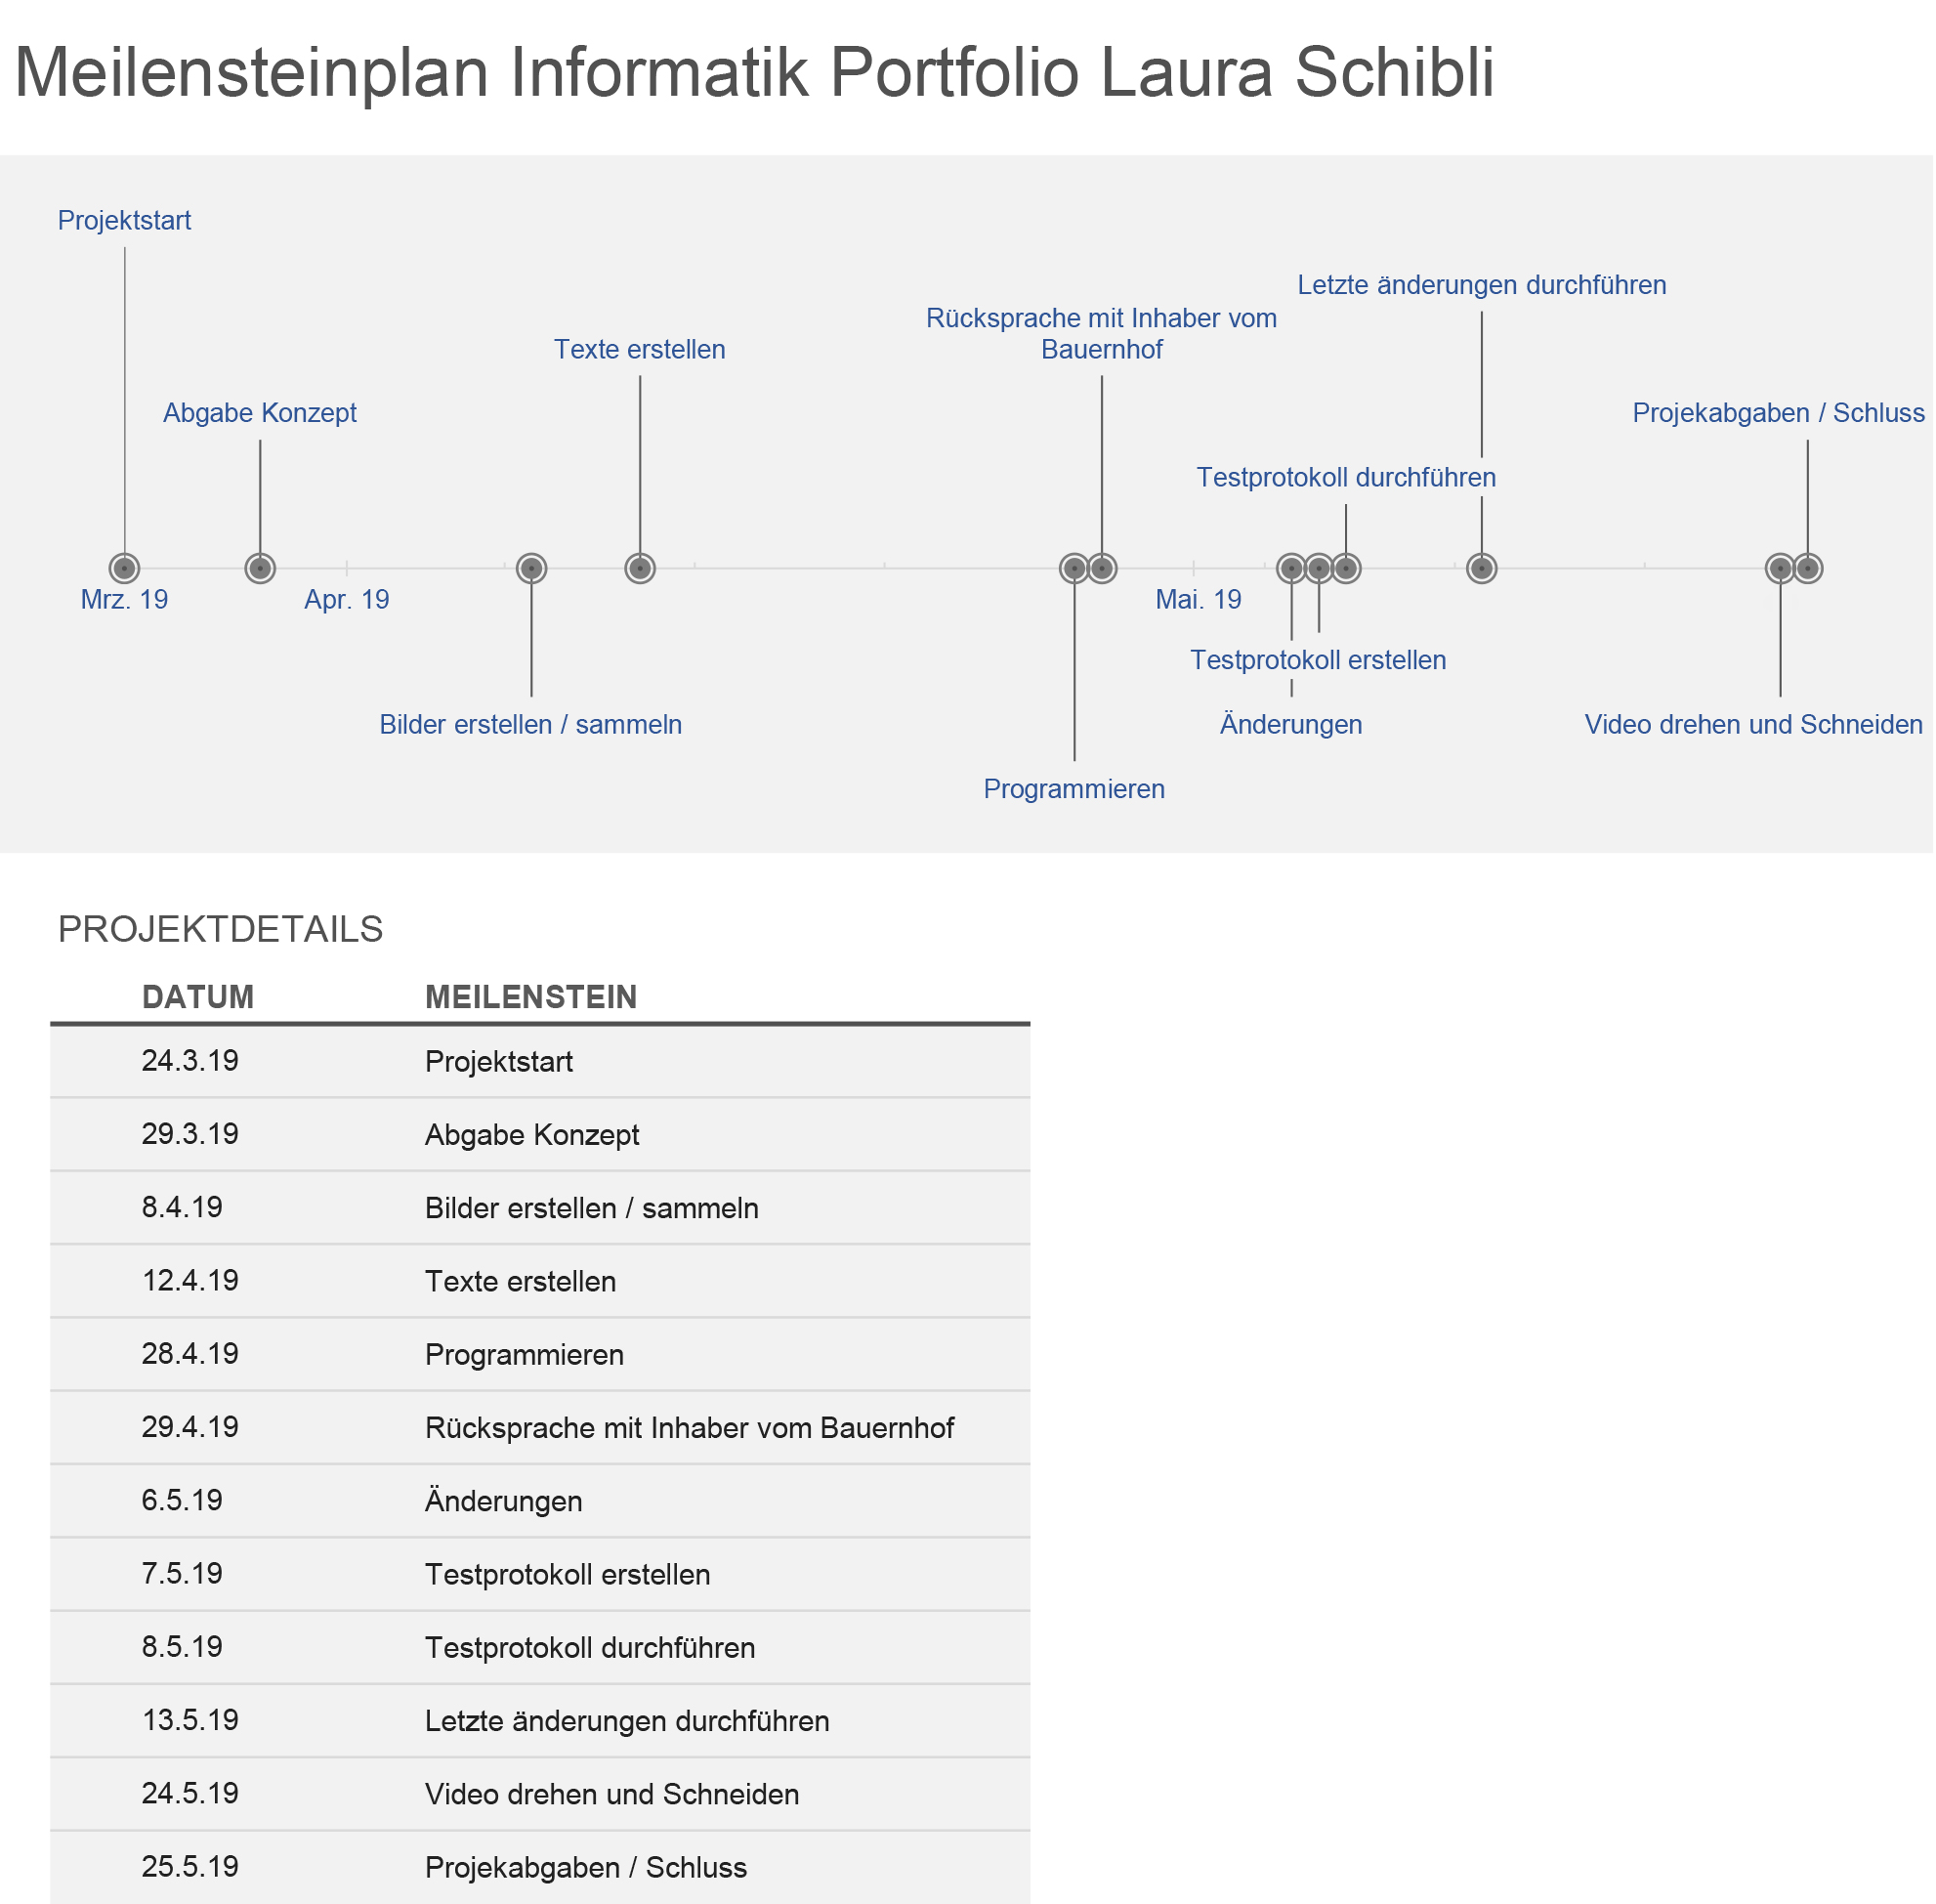 Meilensteinplan Informatik Portfolio Laura Schibli
Projektstart
Letzte änderungen durchführen
Rücksprache mit Inhaber vom
Bauernhof
Texte erstellen
Abgabe Konzept
Projekabgaben / Schluss
Testprotokoll durchführen
Mrz. 19
Apr. 19
Mai. 19
Testprotokoll erstellen
Bilder erstellen / sammeln
Änderungen
Video drehen und Schneiden
Programmieren
PROJEKTDETAILS
DATUM MEILENSTEIN
24.3.19 Projektstart
29.3.19 Abgabe Konzept
8.4.19 Bilder erstellen / sammeln
12.4.19 Texte erstellen
28.4.19 Programmieren
29.4.19 Rücksprache mit Inhaber vom Bauernhof
6.5.19 Änderungen
7.5.19 Testprotokoll erstellen
8.5.19 Testprotokoll durchführen
13.5.19 Letzte änderungen durchführen
24.5.19 Video drehen und Schneiden
25.5.19 Projekabgaben / Schluss